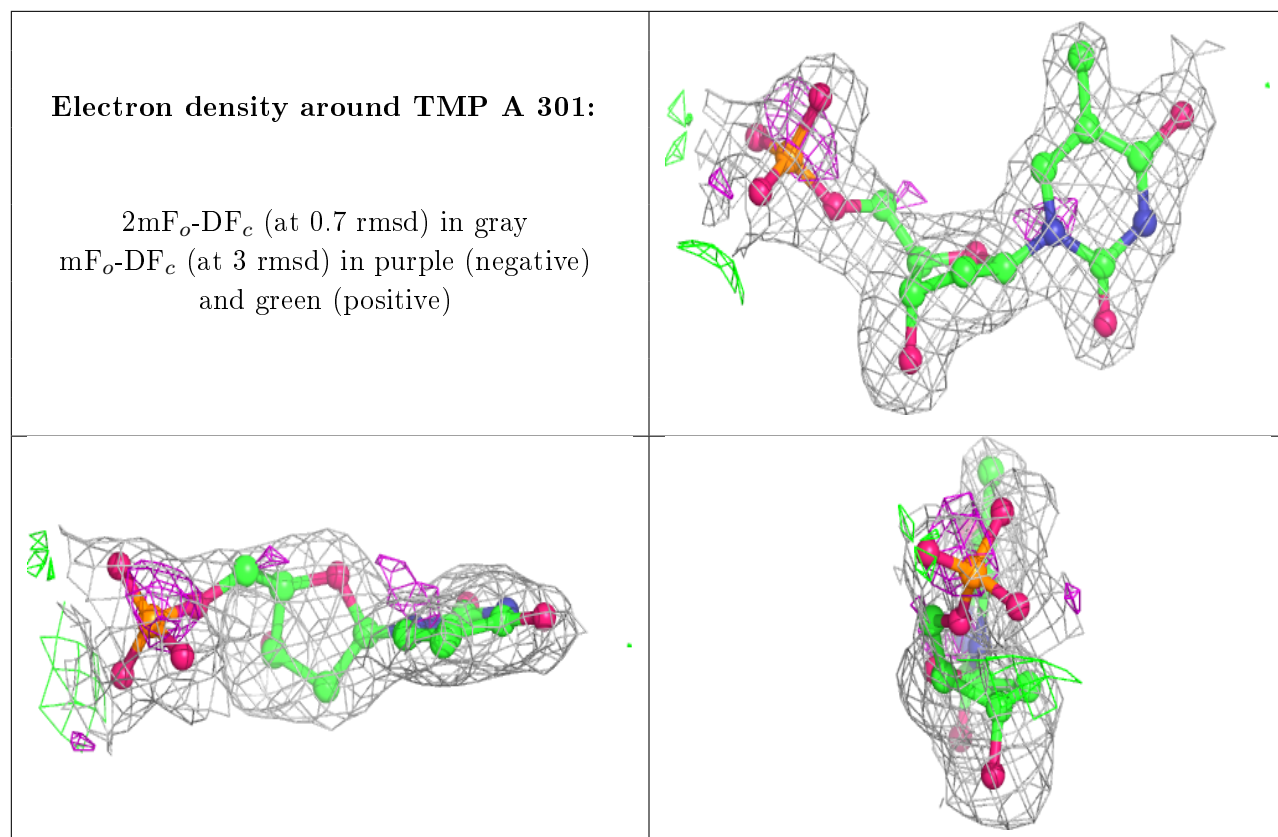 Electron density around TMP A 301:
2mFo-DFc (at 0.7 rmsd) in gray
mFo-DFc (at 3 rmsd) in purple (negative)
and green (positive)